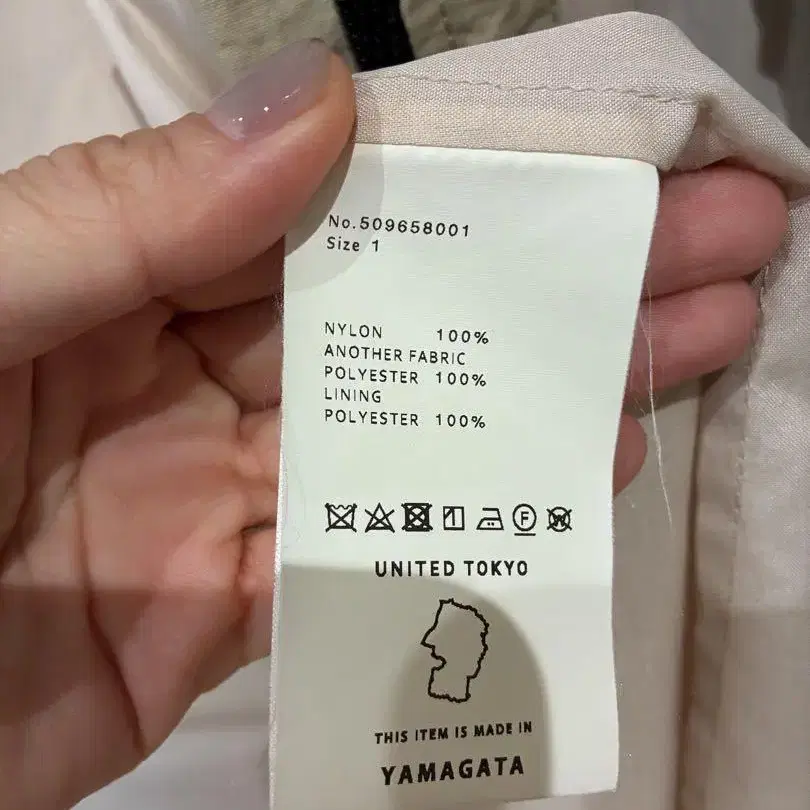 No.509658001
Size 1
NYLON 100%
ANOTHER FABRIC
POLYESTER 100%
LINING
POLYESTER 100%
F W
UNITED TOKYO
THIS ITEM IS MADE IN
YAMAGATA